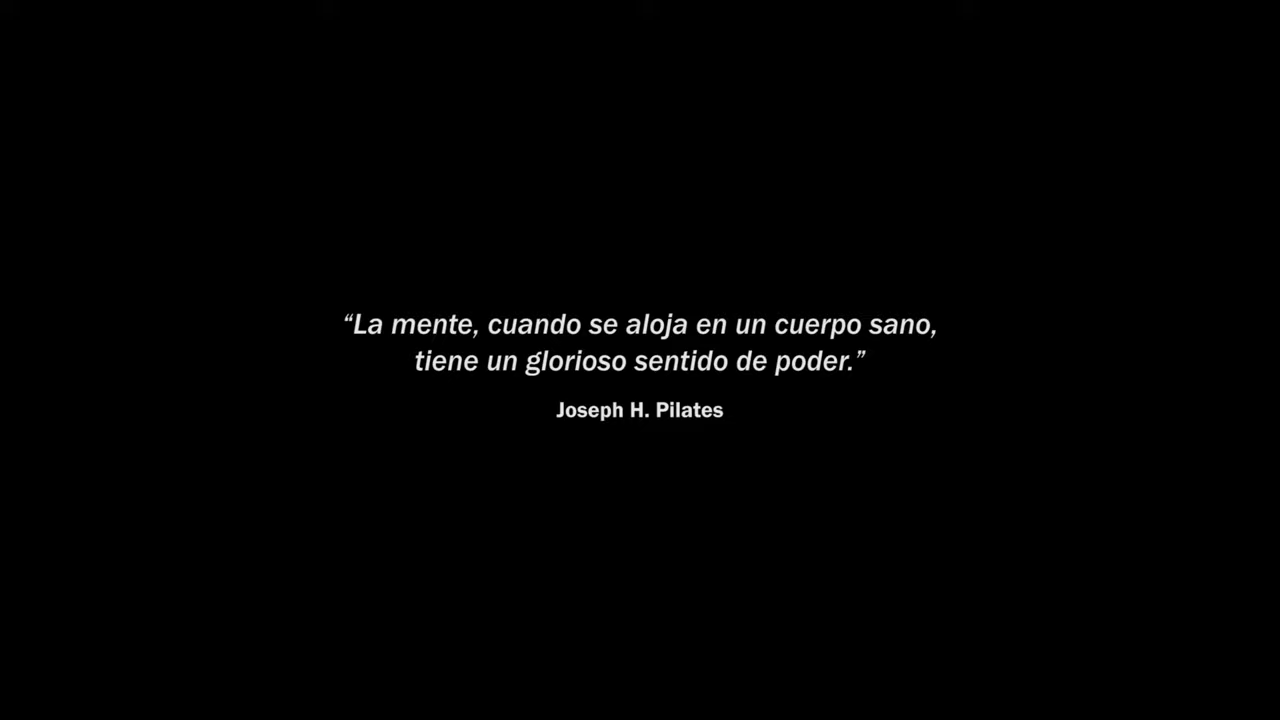 “La mente, cuando se aloja en un cuerpo sano,
tiene un glorioso sentido de poder.”
Joseph H. Pilates